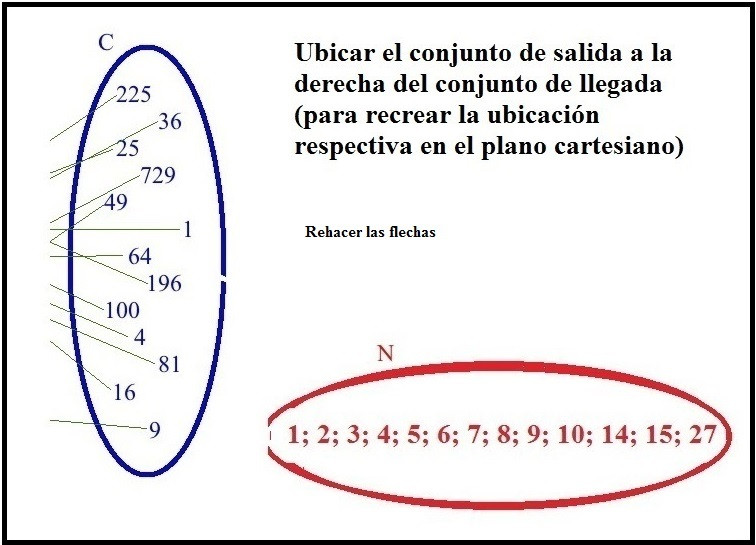 C
225
36
25
729
49
1
64
196
100
4
81
16
9
Ubicar el conjunto de salida a la
derecha del conjunto de llegada
(para recrear la ubicación
respectiva en el plano cartesiano)
Rehacer las flechas
N
1; 2; 3; 4; 5; 6; 7; 8; 9; 10; 14; 15; 27